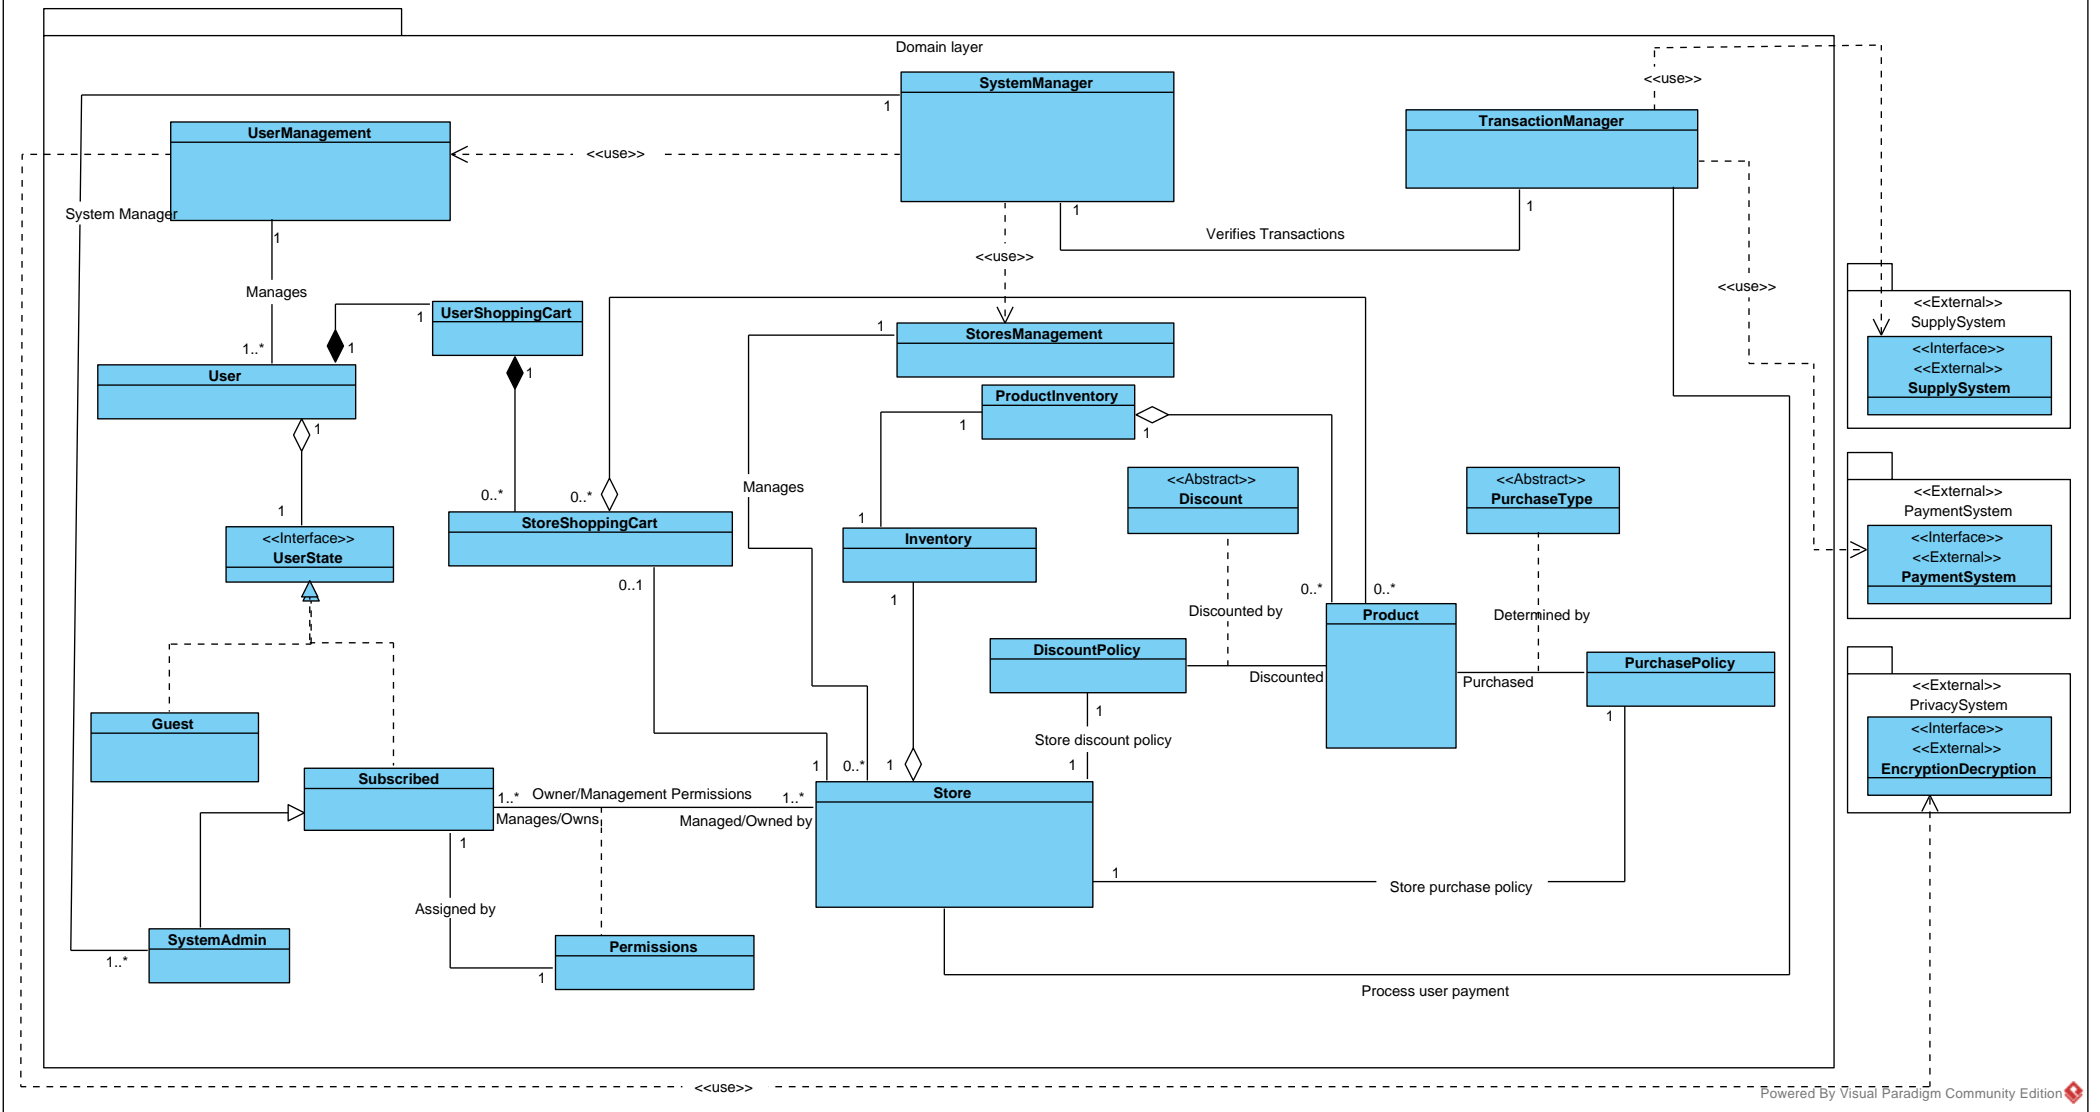 Domain layer
SystemManager
<<use>>
1
UserManagement
TransactionManager
<<use>>
System Manager
1
1
Verifies Transactions
1
<<use>>
<<use>>
Manages
1..*
1
UserShoppingCart
1
1
StoresManagement
<<External>>
SupplySystem
<<Interface>>
<<External>>
SupplySystem
User
1
1
ProductInventory
1
1
Manages
0..*
0..*
<<Abstract>>
Discount
<<Abstract>>
PurchaseType
<<External>>
PaymentSystem
<<Interface>>
<<External>>
PaymentSystem
1
<<Interface>>
UserState
StoreShoppingCart
1
Inventory
0..1
1
0..*
0..*
Discounted by
Product
Determined by
DiscountPolicy
Discounted
Purchased
PurchasePolicy
<<External>>
PrivacySystem
<<Interface>>
<<External>>
EncryptionDecryption
Guest
1
Store discount policy
1
1
Subscribed
1
0..*
1
Store
1..*
Owner/Management Permissions
1..*
Manages/Owns
Managed/Owned by
1
1
Store purchase policy
Assigned by
SystemAdmin
1..*
Permissions
1
Process user payment
<<use>>
Powered By Visual Paradigm Community Edition